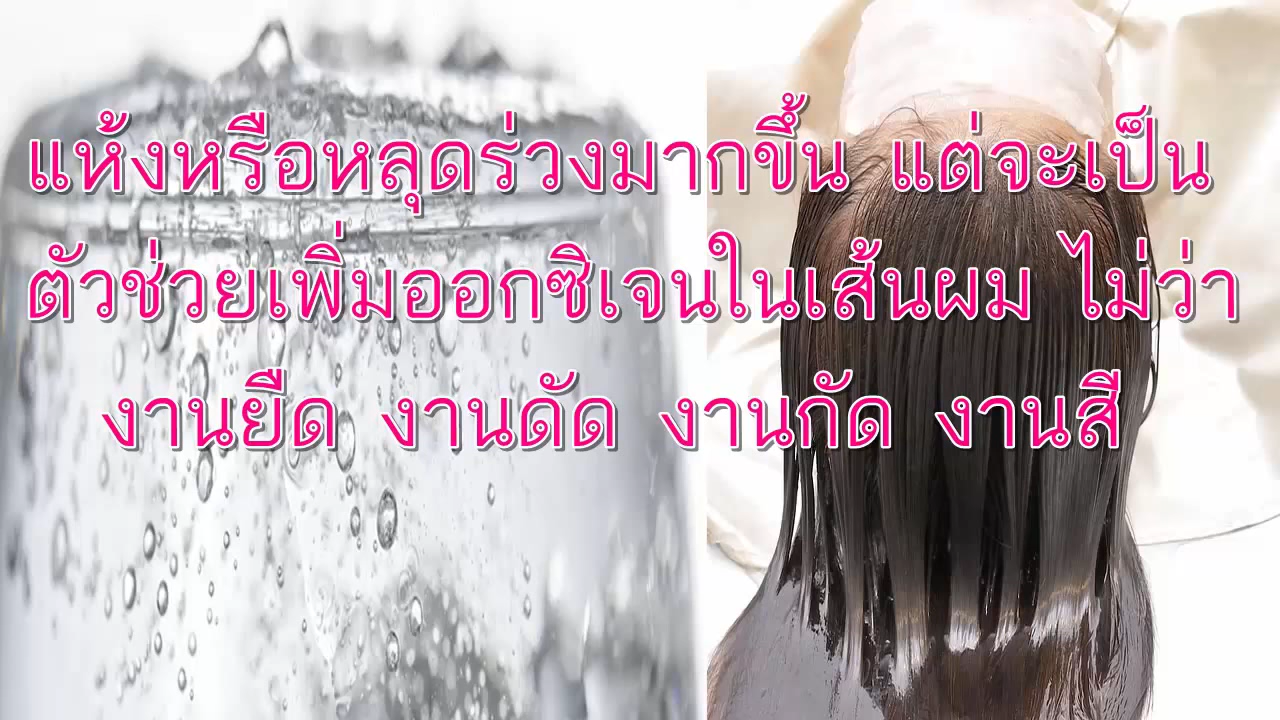 แห้งหรือหลุดร่วงมากขึ้น แต่จะเป็น
ตัวช่วยเพิ่มออกซิเจนในเส้นผม ไม่ว่า
งานยืด งานดัด งานกัด งานสี